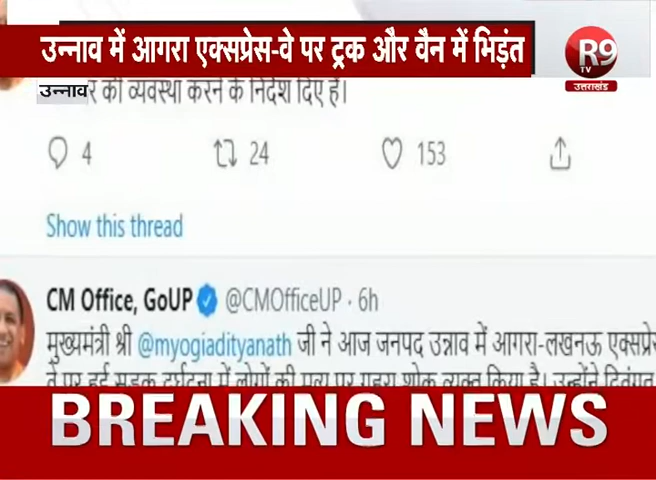 उन्नाव में आगरा एक्सप्रेस-वे पर ट्रक और वैन में भिड़ंत
R9
TV
उत्तराखंड
उन्नाव
र की व्यवस्था करने के निर्देश दिए हैं।
4 24 153
Show this thread
CM Office, GoUP @CMOfficeUP · 6h
मुख्यमंत्री श्री @myogiadityanath जी ने आज जनपद उन्नाव में आगरा-लखनऊ एक्सप्रेस
वे पर हुई सड़क दुर्घटना में लोगों की मृत्यु पर गहरा शोक व्यक्त किया है। उन्होंने दिवंगत
BREAKING NEWS